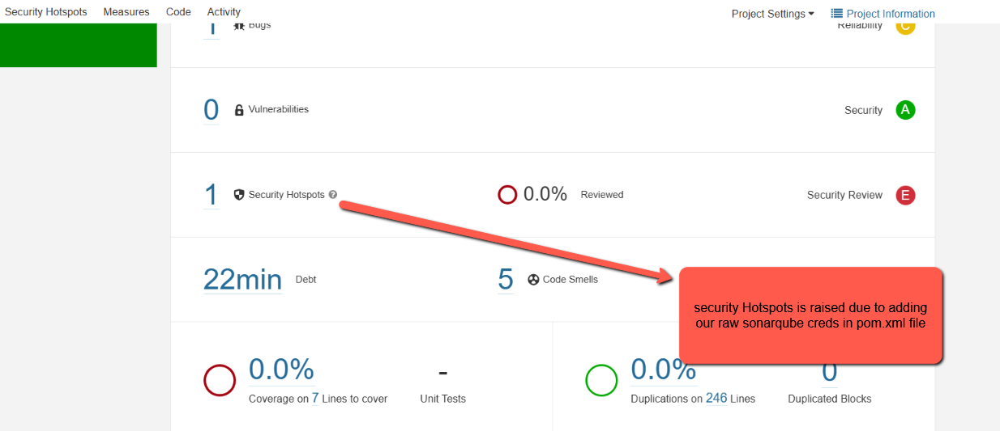 Security Hotspots Measures Code Activity Project Settings Project Information
1 Bugs Reliability C
0 Vulnerabilities Security A
1 Security Hotspots ? 0.0% Reviewed Security Review E
22min Debt 5 Code Smells
security Hotspots is raised due to adding
our raw sonarqube creds in pom.xml file
0.0% - 0.0% 0
Coverage on 7 Lines to cover Unit Tests Duplications on 246 Lines Duplicated Blocks